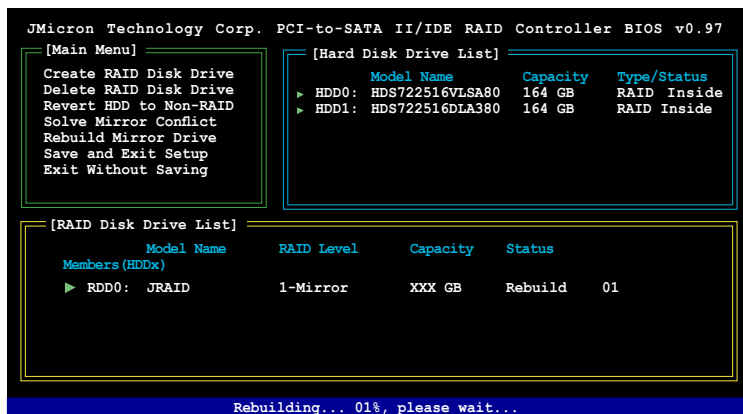 JMicron Technology Corp. PCI-to-SATA II/IDE RAID Controller BIOS v0.97
[Main Menu]
Create RAID Disk Drive
Delete RAID Disk Drive
Revert HDD to Non-RAID
Solve Mirror Conflict
Rebuild Mirror Drive
Save and Exit Setup
Exit Without Saving
[Hard Disk Drive List]
Model Name Capacity Type/Status
HDD0: HDS722516VLSA80 164 GB RAID Inside
HDD1: HDS722516DLA380 164 GB RAID Inside
[RAID Disk Drive List]
Model Name RAID Level Capacity Status
Members(HDDx)
RDD0: JRAID 1-Mirror XXX GB Rebuild 01
Rebuilding... 01%, please wait...